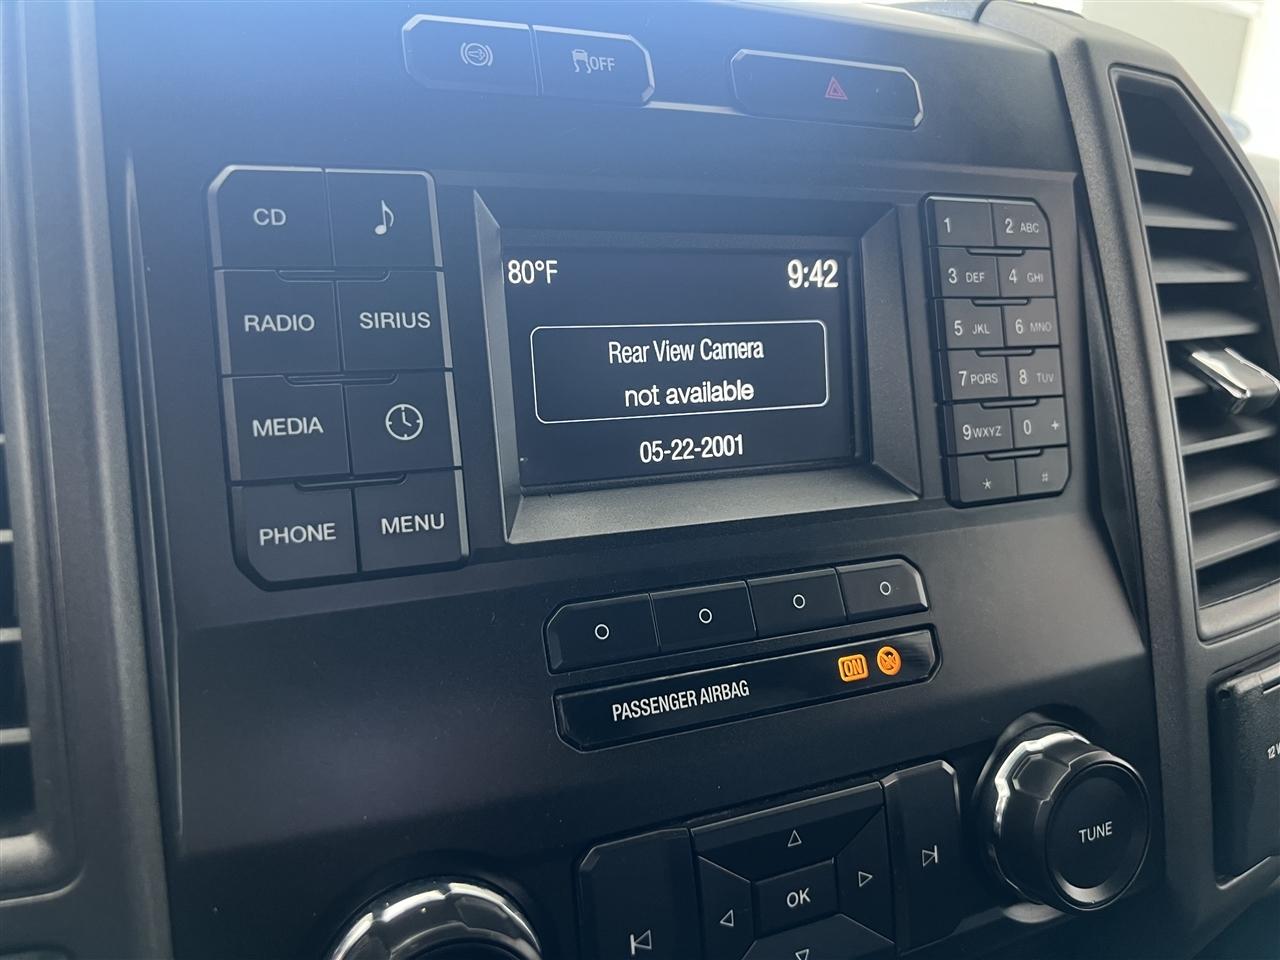 OFF
CD
RADIO
SIRIUS
MEDIA
PHONE
MENU
80°F
9:42
Rear View Camera
not available
05-22-2001
1
2 ABC
3 DEF
4 GHI
5 JKL
6 MNO
7 PQRS
8 TUV
9 WXYZ
0 +
* #
PASSENGER AIRBAG
ON
OK
TUNE
12V